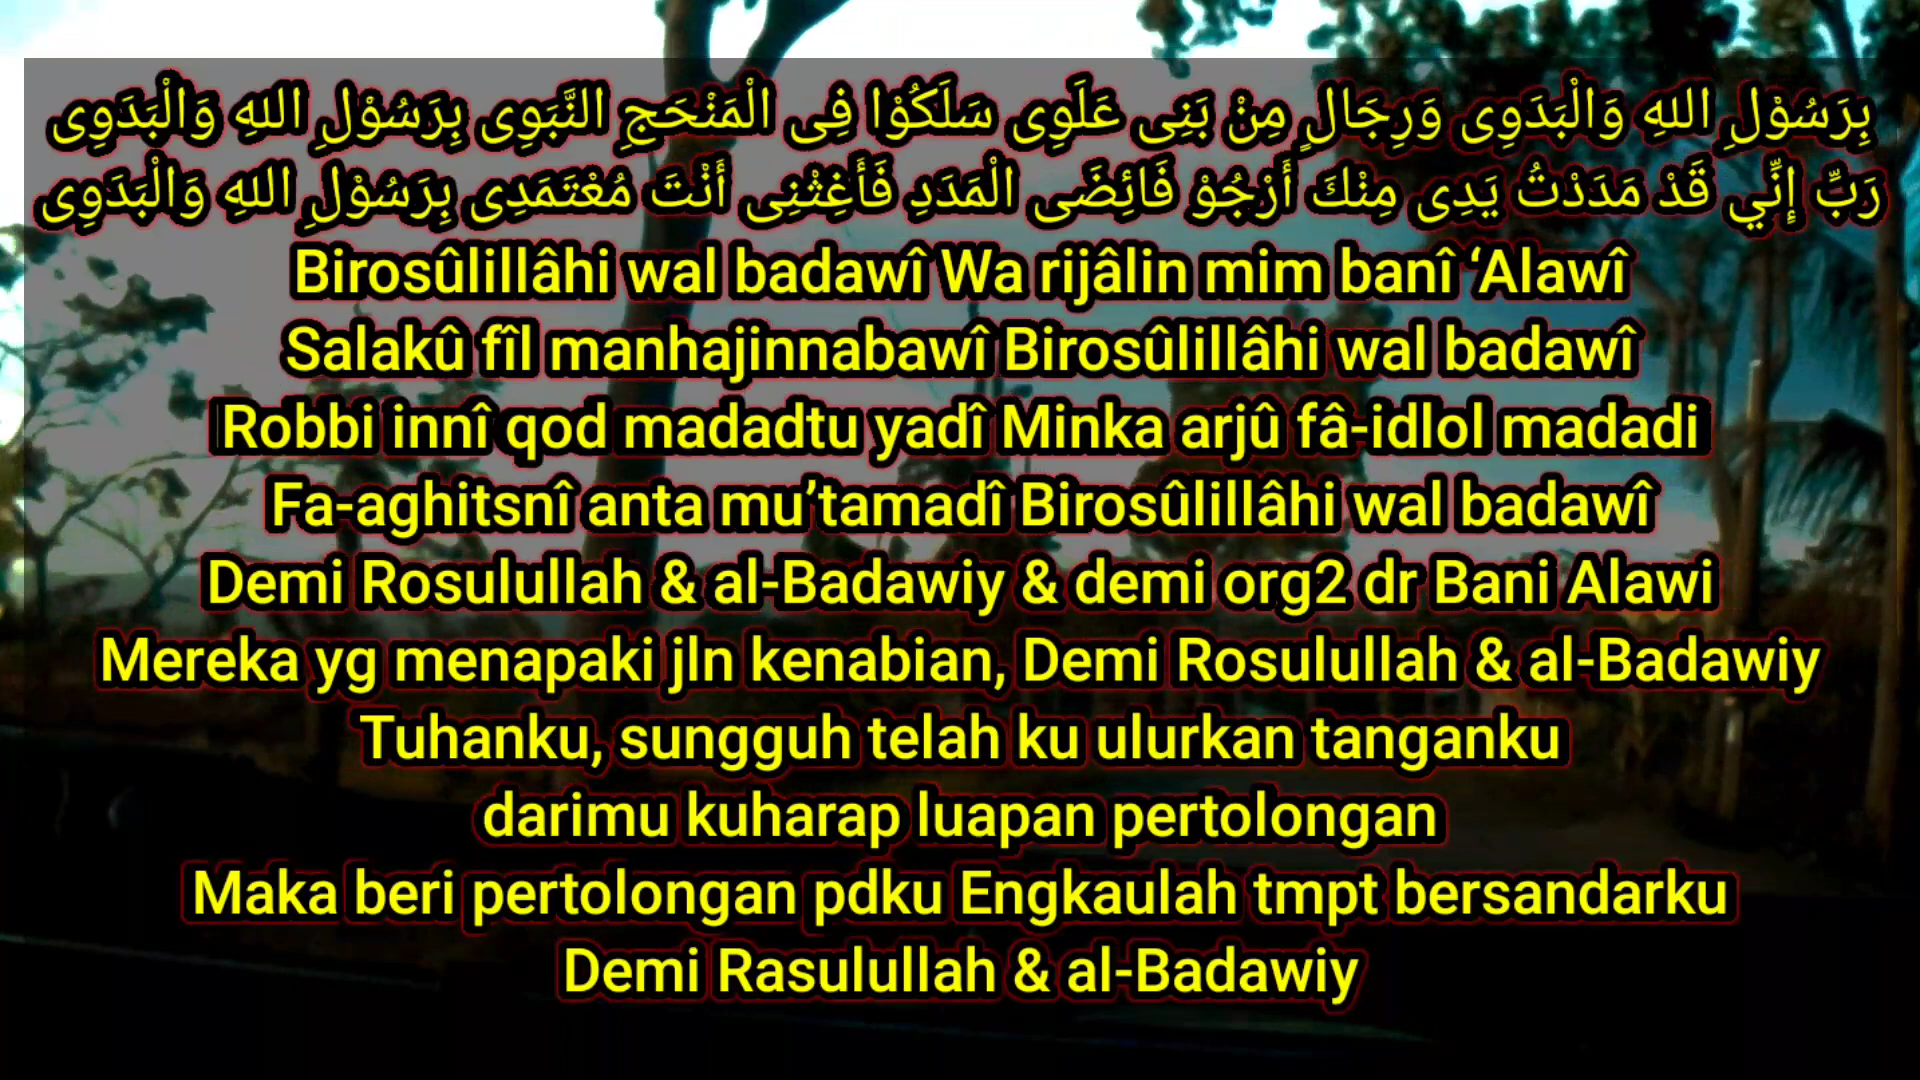 بِرَسُوْلِ اللهِ وَالْبَدَوِى وَرِجَالٍ مِنْ بَنِى عَلَوِى سَلَكُوْا فِى الْمَنْحَجِ النَّبَوِى بِرَسُوْلِ اللهِ وَالْبَدَوِى
رَبِّ إِنِّي قَدْ مَدَدْتُ يَدِى مِنْكَ أَرْجُوْ فَائِضَى الْمَدَدِ فَأَغِثْنِى أَنْتَ مُعْتَمَدِى بِرَسُوْلِ اللهِ وَالْبَدَوِى
Birosûlillâhi wal badawî Wa rijâlin mim banî ‘Alawî
Salakû fîl manhajinnabawî Birosûlillâhi wal badawî
Robbi innî qod madadtu yadî Minka arjû fâ-idlol madadi
Fa-aghitsnî anta mu’tamadî Birosûlillâhi wal badawî
Demi Rosulullah & al-Badawiy & demi org2 dr Bani Alawi
Mereka yg menapaki jln kenabian, Demi Rosulullah & al-Badawiy
Tuhanku, sungguh telah ku ulurkan tanganku
darimu kuharap luapan pertolongan
Maka beri pertolongan pdku Engkaulah tmpt bersandarku
Demi Rasulullah & al-Badawiy